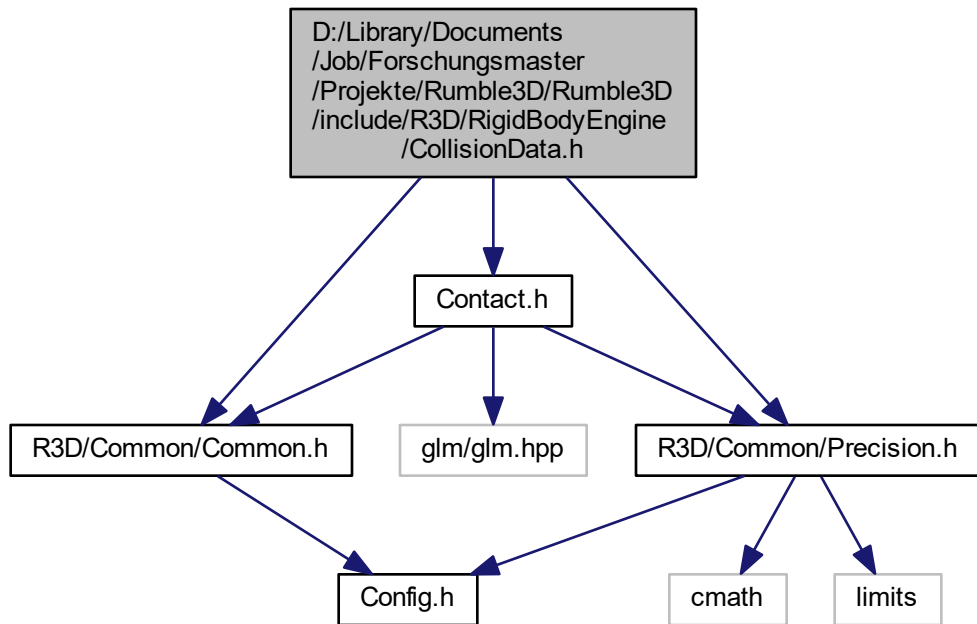 D:/Library/Documents
/Job/Forschungsmaster
/Projekte/Rumble3D/Rumble3D
/include/R3D/RigidBodyEngine
/CollisionData.h
Contact.h
R3D/Common/Common.h
glm/glm.hpp
R3D/Common/Precision.h
Config.h
cmath
limits